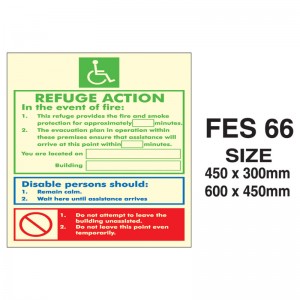 REFUGE ACTION
In the event of fire:
1. This refuge provides the fire and smoke
protection for approximately minutes.
2. The evacuation plan in operation within
these premises ensure that assistance will
arrive at this point within minutes.
You are located on
Building
Disable persons should:
1. Remain calm.
2. Wait here until assistance arrives
1. Do not attempt to leave the
building unassisted.
2. Do not leave this point even
temporarily.
FES 66
SIZE
450 x 300mm
600 x 450mm